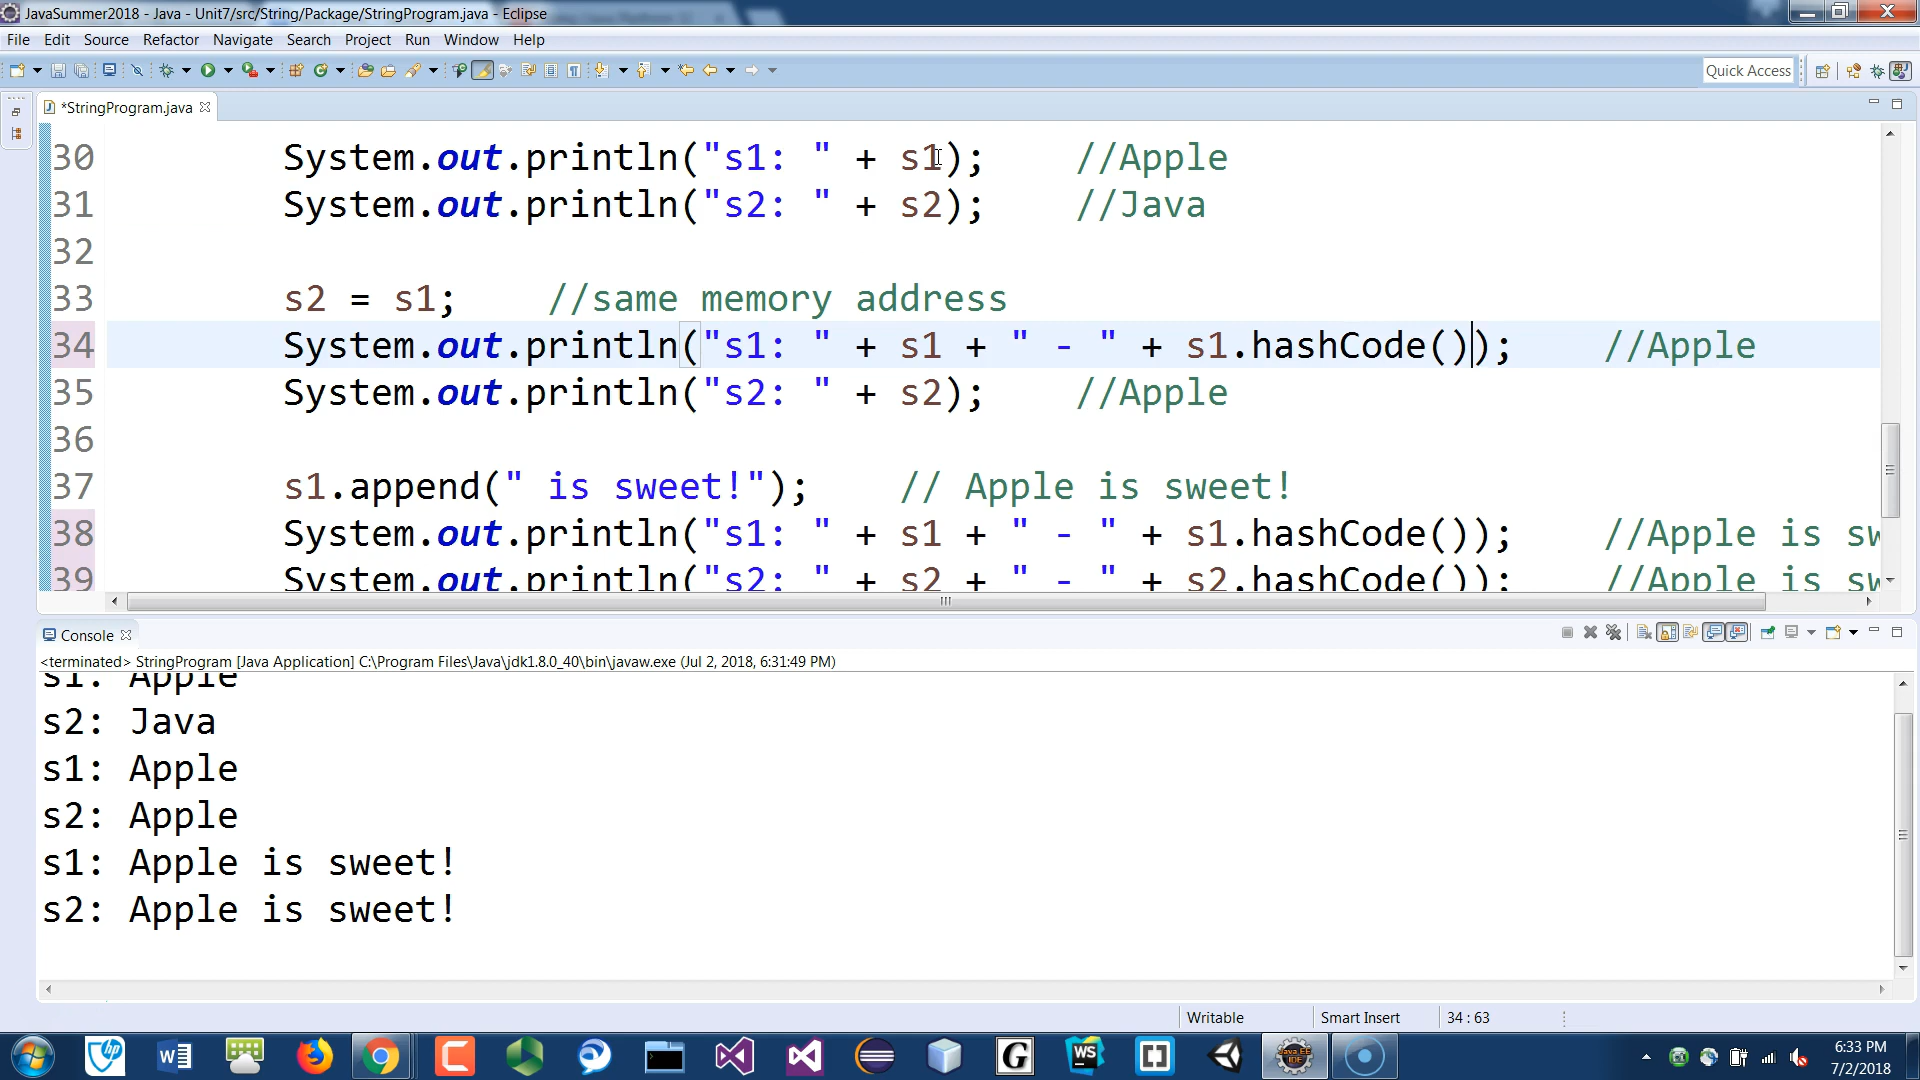 JavaSummer2018 - Java - Unit7/src/String/Package/StringProgram.java - Eclipse
File Edit Source Refactor Navigate Search Project Run Window Help
Quick Access
*StringProgram.java
30 System.out.println("s1: " + s1); //Apple
31 System.out.println("s2: " + s2); //Java
32
33 s2 = s1; //same memory address
34 System.out.println("s1: " + s1 + " - " + s1.hashCode()); //Apple
35 System.out.println("s2: " + s2); //Apple
36
37 s1.append(" is sweet!"); // Apple is sweet!
38 System.out.println("s1: " + s1 + " - " + s1.hashCode()); //Apple is sw
39 System.out.println("s2: " + s2 + " - " + s2.hashCode()); //Apple is sw
Console
<terminated> StringProgram [Java Application] C:\Program Files\Java\jdk1.8.0_40\bin\javaw.exe (Jul 2, 2018, 6:31:49 PM)
s1: Apple
s2: Java
s1: Apple
s2: Apple
s1: Apple is sweet!
s2: Apple is sweet!
Writable Smart Insert 34 : 63
6:33 PM
7/2/2018